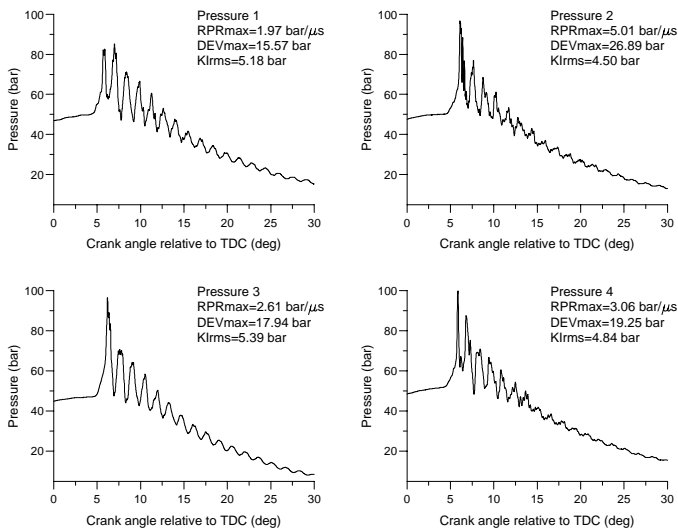 Pressure 1
RPRmax=1.97 bar/μs
DEVmax=15.57 bar
KIrms=5.18 bar
100
80
60
40
20
Pressure (bar)
0 5 10 15 20 25 30
Crank angle relative to TDC (deg)
Pressure 2
RPRmax=5.01 bar/μs
DEVmax=26.89 bar
KIrms=4.50 bar
100
80
60
40
20
Pressure (bar)
0 5 10 15 20 25 30
Crank angle relative to TDC (deg)
Pressure 3
RPRmax=2.61 bar/μs
DEVmax=17.94 bar
KIrms=5.39 bar
100
80
60
40
20
Pressure (bar)
0 5 10 15 20 25 30
Crank angle relative to TDC (deg)
Pressure 4
RPRmax=3.06 bar/μs
DEVmax=19.25 bar
KIrms=4.84 bar
100
80
60
40
20
Pressure (bar)
0 5 10 15 20 25 30
Crank angle relative to TDC (deg)